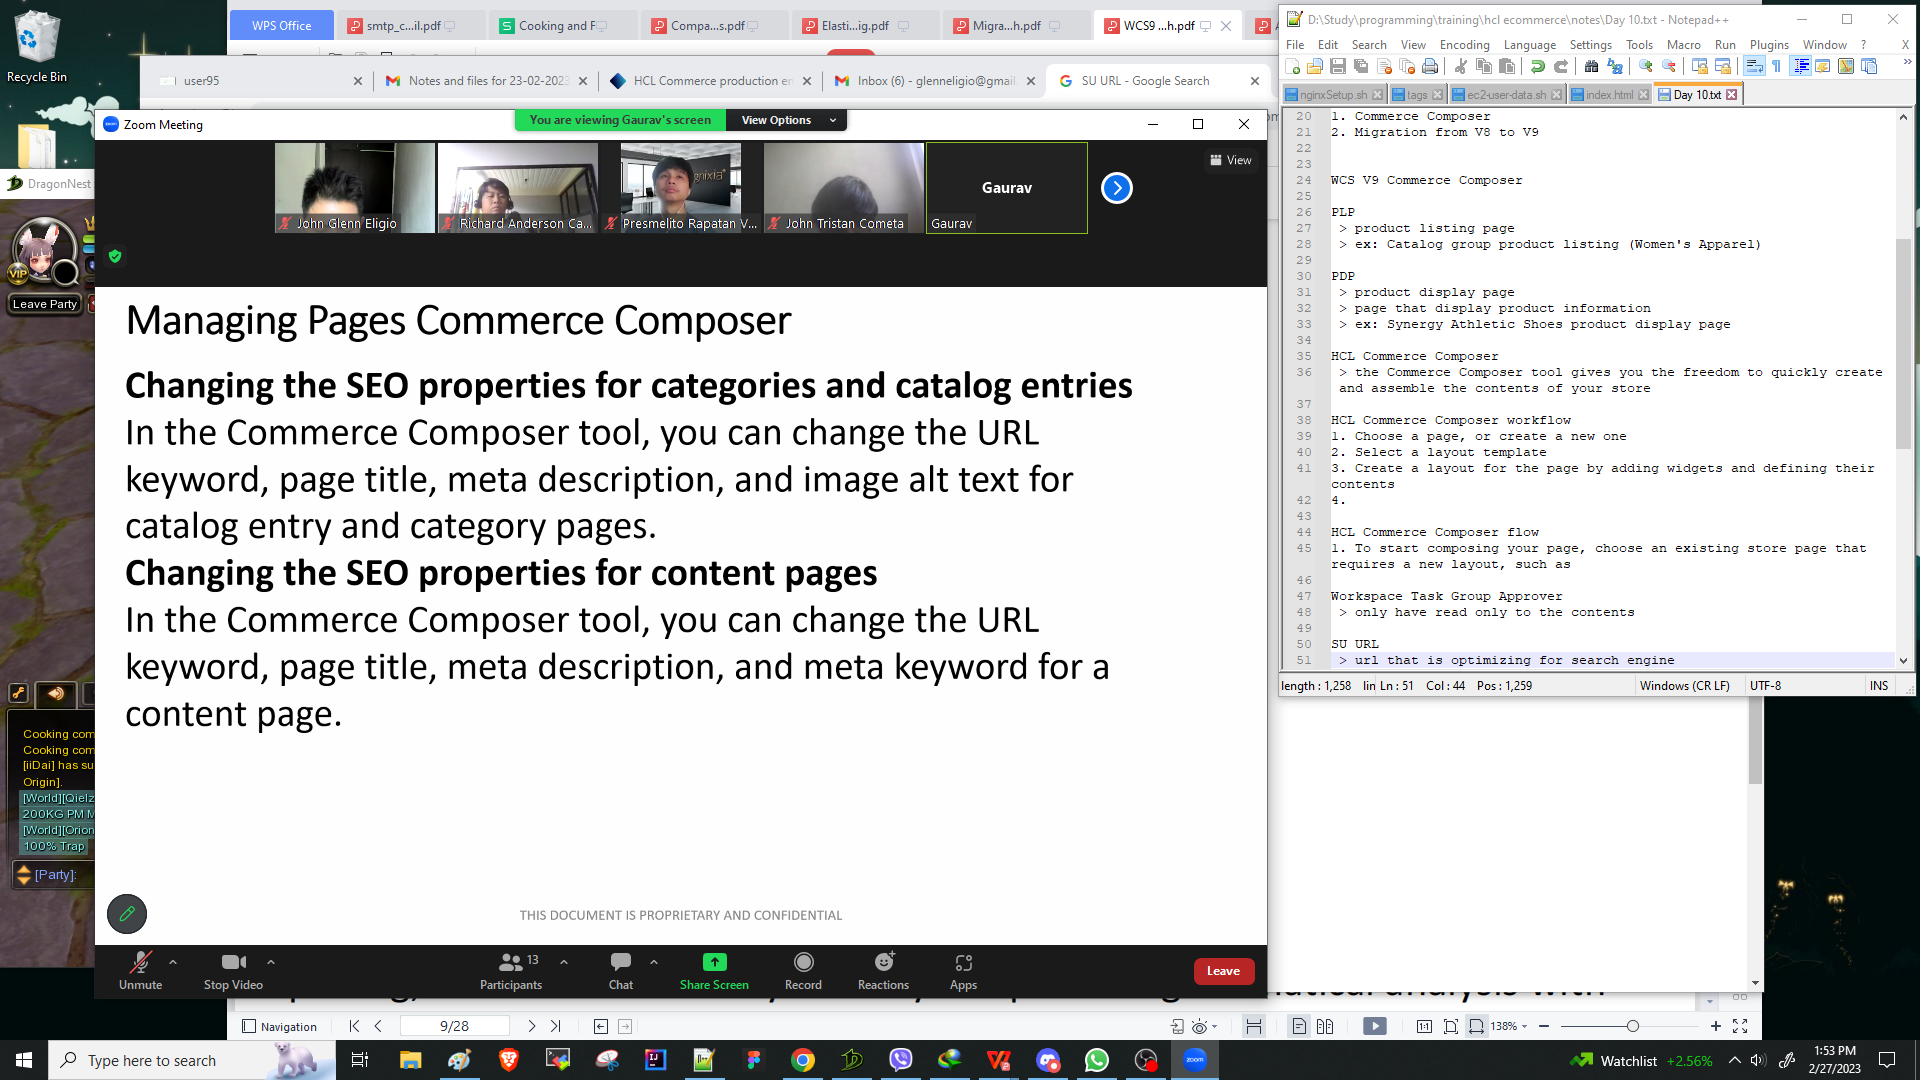 WPS Office
smtp_c...il.pdf
Cooking and F
Compa...s.pdf
Elasti...ig.pdf
Migra...h.pdf
WCS9 ...h.pdf
Recycle Bin
user95
Notes and files for 23-02-2023
HCL Commerce production en
Inbox (6) - glenneligio@gmail.
SU URL - Google Search
Zoom Meeting
You are viewing Gaurav's screen
View Options
View
John Glenn Eligio
Richard Anderson Ca...
Presmelito Rapatan V...
John Tristan Cometa
Gaurav
Gaurav
DragonNest
VIP
Leave Party
Managing Pages Commerce Composer
Changing the SEO properties for categories and catalog entries
In the Commerce Composer tool, you can change the URL
keyword, page title, meta description, and image alt text for
catalog entry and category pages.
Changing the SEO properties for content pages
In the Commerce Composer tool, you can change the URL
keyword, page title, meta description, and meta keyword for a
content page.
THIS DOCUMENT IS PROPRIETARY AND CONFIDENTIAL
Cooking com
Cooking com
[iiDai] has su
Origin].
[World][Qielz
200KG PM M
[World][Orion
100% Trap
[Party]:
Unmute
Stop Video
13
Participants
Chat
Share Screen
Record
Reactions
Apps
Leave
D:\Study\programming\training\hcl ecommerce\notes\Day 10.txt - Notepad++
File Edit Search View Encoding Language Settings Tools Macro Run Plugins Window ? X
nginxSetup.sh
tags
ec2-user-data.sh
index.html
Day 10.txt
20 1. Commerce Composer
21 2. Migration from V8 to V9
22
23
24 WCS V9 Commerce Composer
25
26 PLP
27 > product listing page
28 > ex: Catalog group product listing (Women's Apparel)
29
30 PDP
31 > product display page
32 > page that display product information
33 > ex: Synergy Athletic Shoes product display page
34
35 HCL Commerce Composer
36 > the Commerce Composer tool gives you the freedom to quickly create
and assemble the contents of your store
37
38 HCL Commerce Composer workflow
39 1. Choose a page, or create a new one
40 2. Select a layout template
41 3. Create a layout for the page by adding widgets and defining their
contents
42 4.
43
44 HCL Commerce Composer flow
45 1. To start composing your page, choose an existing store page that
requires a new layout, such as
46
47 Workspace Task Group Approver
48 > only have read only to the contents
49
50 SU URL
51 > url that is optimizing for search engine
length : 1,258 lin Ln : 51 Col : 44 Pos : 1,259 Windows (CR LF) UTF-8 INS
Navigation
9/28
138%
Type here to search
Watchlist +2.56%
1:53 PM
2/27/2023